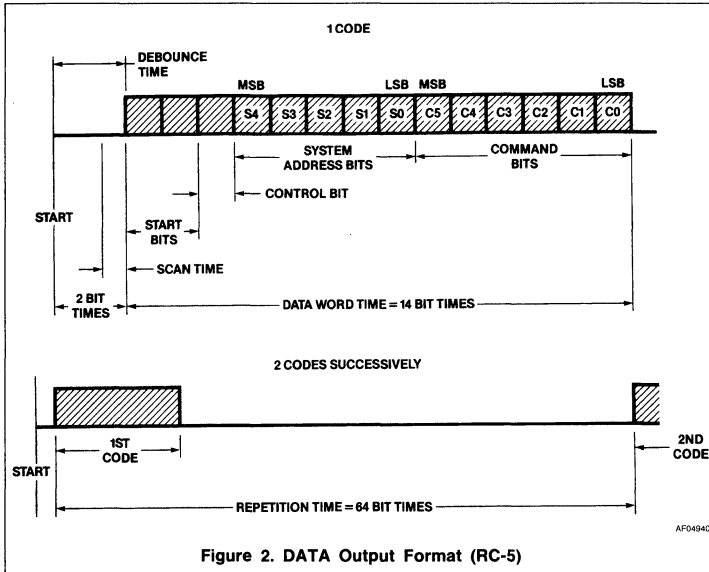 1 CODE
DEBOUNCE
TIME
MSB LSB MSB LSB
S4 S3 S2 S1 S0 C5 C4 C3 C2 C1 C0
SYSTEM
ADDRESS BITS
COMMAND
BITS
CONTROL BIT
START
START
BITS
SCAN TIME
2 BIT
TIMES
DATA WORD TIME = 14 BIT TIMES
2 CODES SUCCESSIVELY
1ST
CODE
2ND
CODE
START
REPETITION TIME = 64 BIT TIMES
AF04940
Figure 2. DATA Output Format (RC-5)